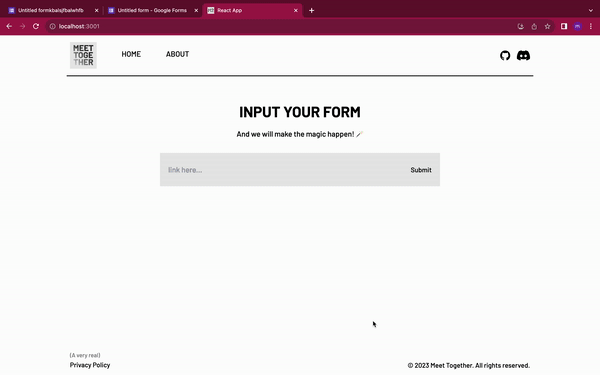 Untitled formkbalsjfbalwhfb
Untitled form - Google Forms
React App
localhost:3001
MEET
TOGE
THER
HOME
ABOUT
INPUT YOUR FORM
And we will make the magic happen! 🪄
link here...
Submit
(A very real)
Privacy Policy
© 2023 Meet Together. All rights reserved.